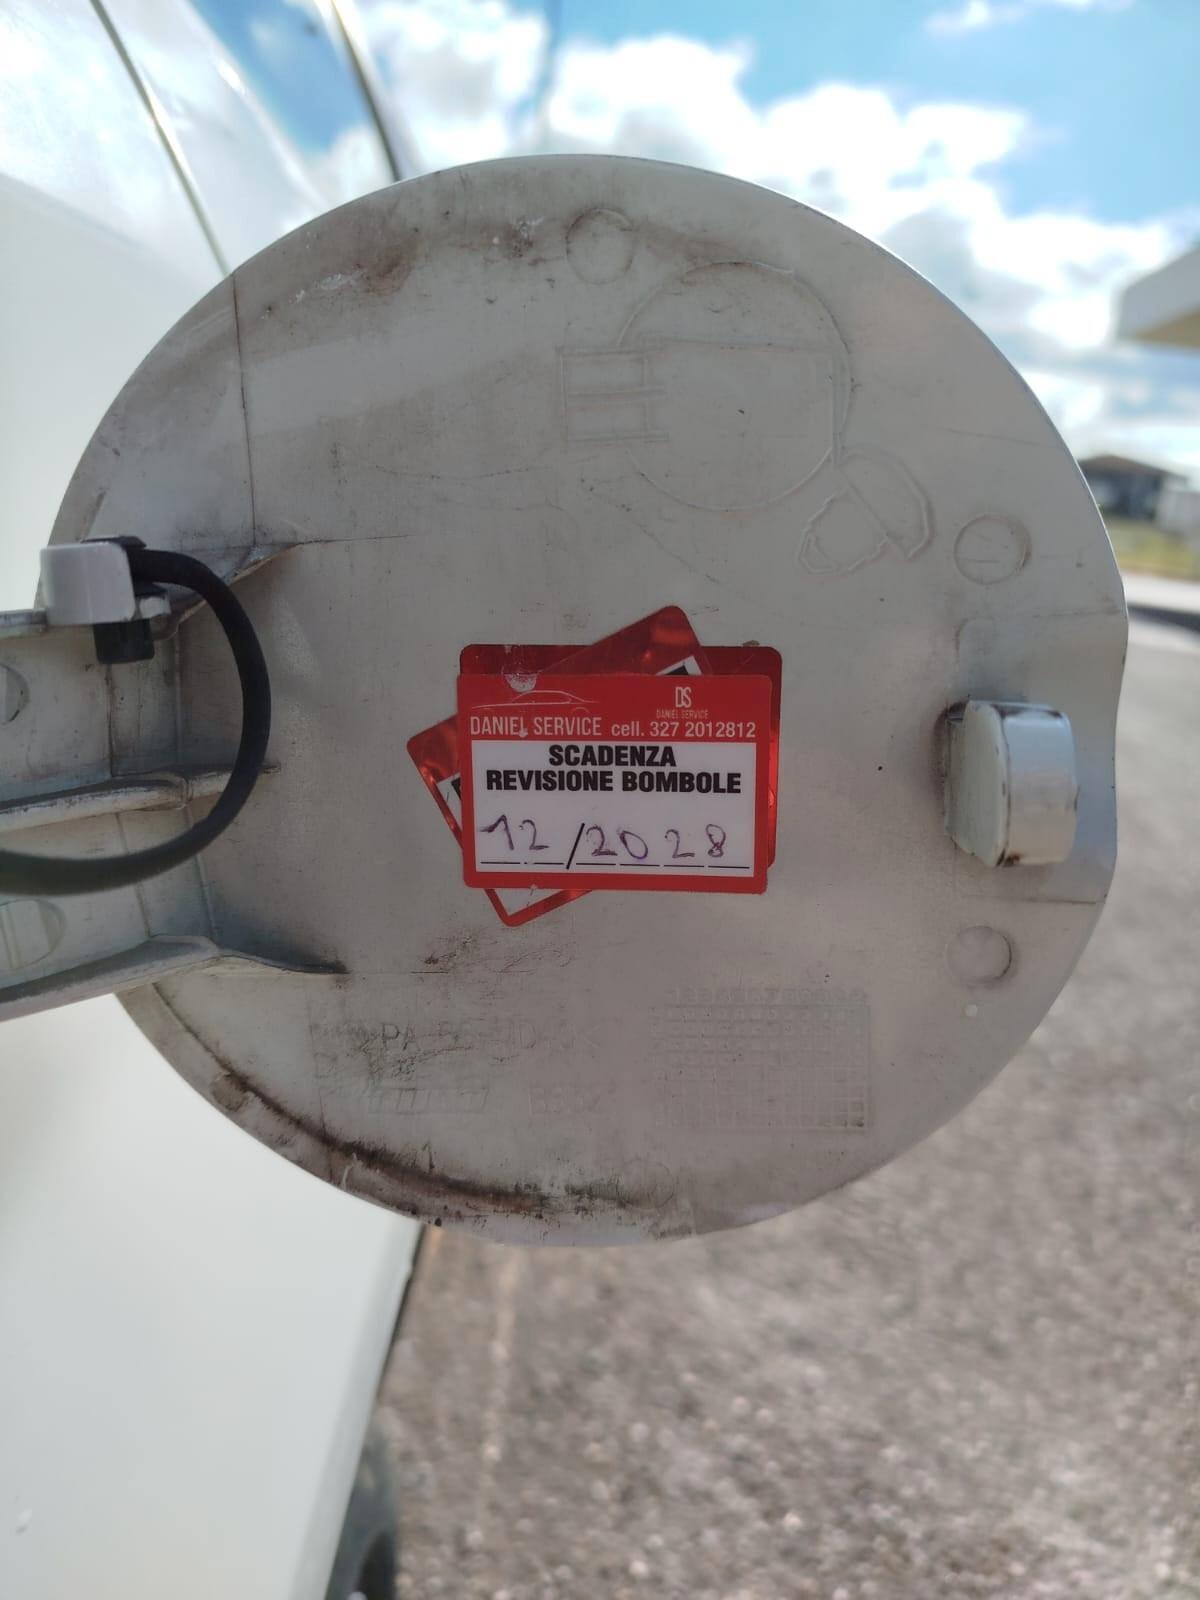 DS
DANIEL SERVICE
DANIEL SERVICE cell. 327 2012812
SCADENZA
REVISIONE BOMBOLE
12/2028